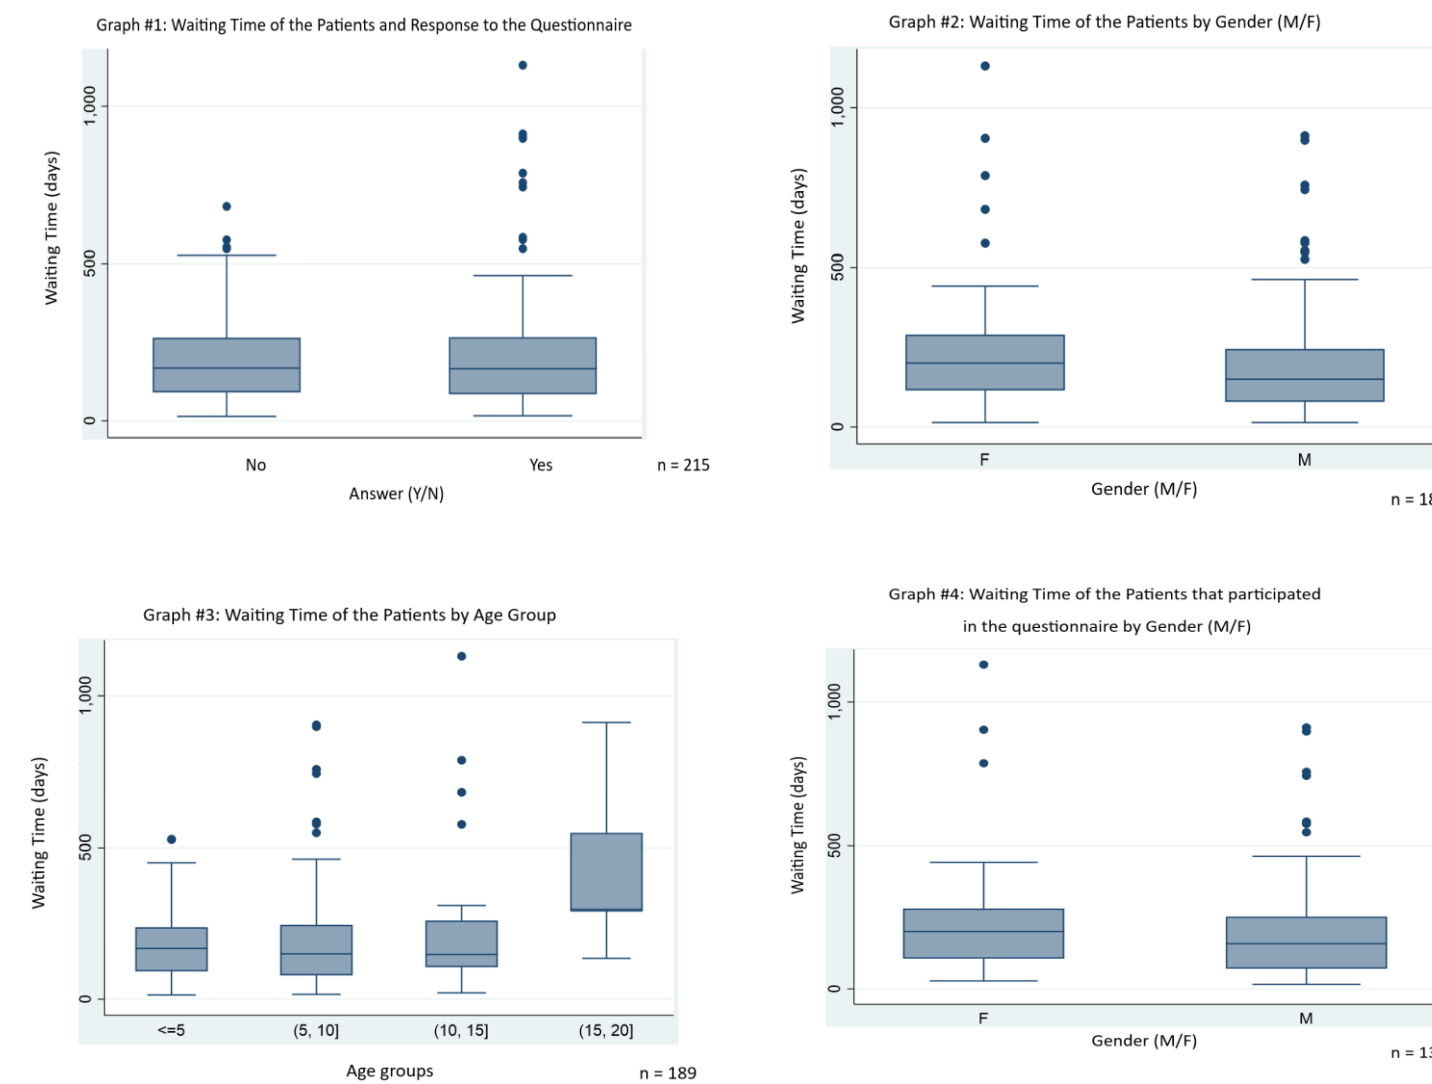 Graph #1: Waiting Time of the Patients and Response to the Questionnaire
Waiting Time (days)
1,000
500
0
No
Yes
n = 215
Answer (Y/N)
Graph #2: Waiting Time of the Patients by Gender (M/F)
Waiting Time (days)
1,000
500
0
F
M
Gender (M/F)
n =
Graph #3: Waiting Time of the Patients by Age Group
Waiting Time (days)
1,000
500
0
<=5
(5, 10]
(10, 15]
(15, 20]
Age groups
n = 189
Graph #4: Waiting Time of the Patients that participated
in the questionnaire by Gender (M/F)
Waiting Time (days)
1,000
500
0
F
M
Gender (M/F)
n =